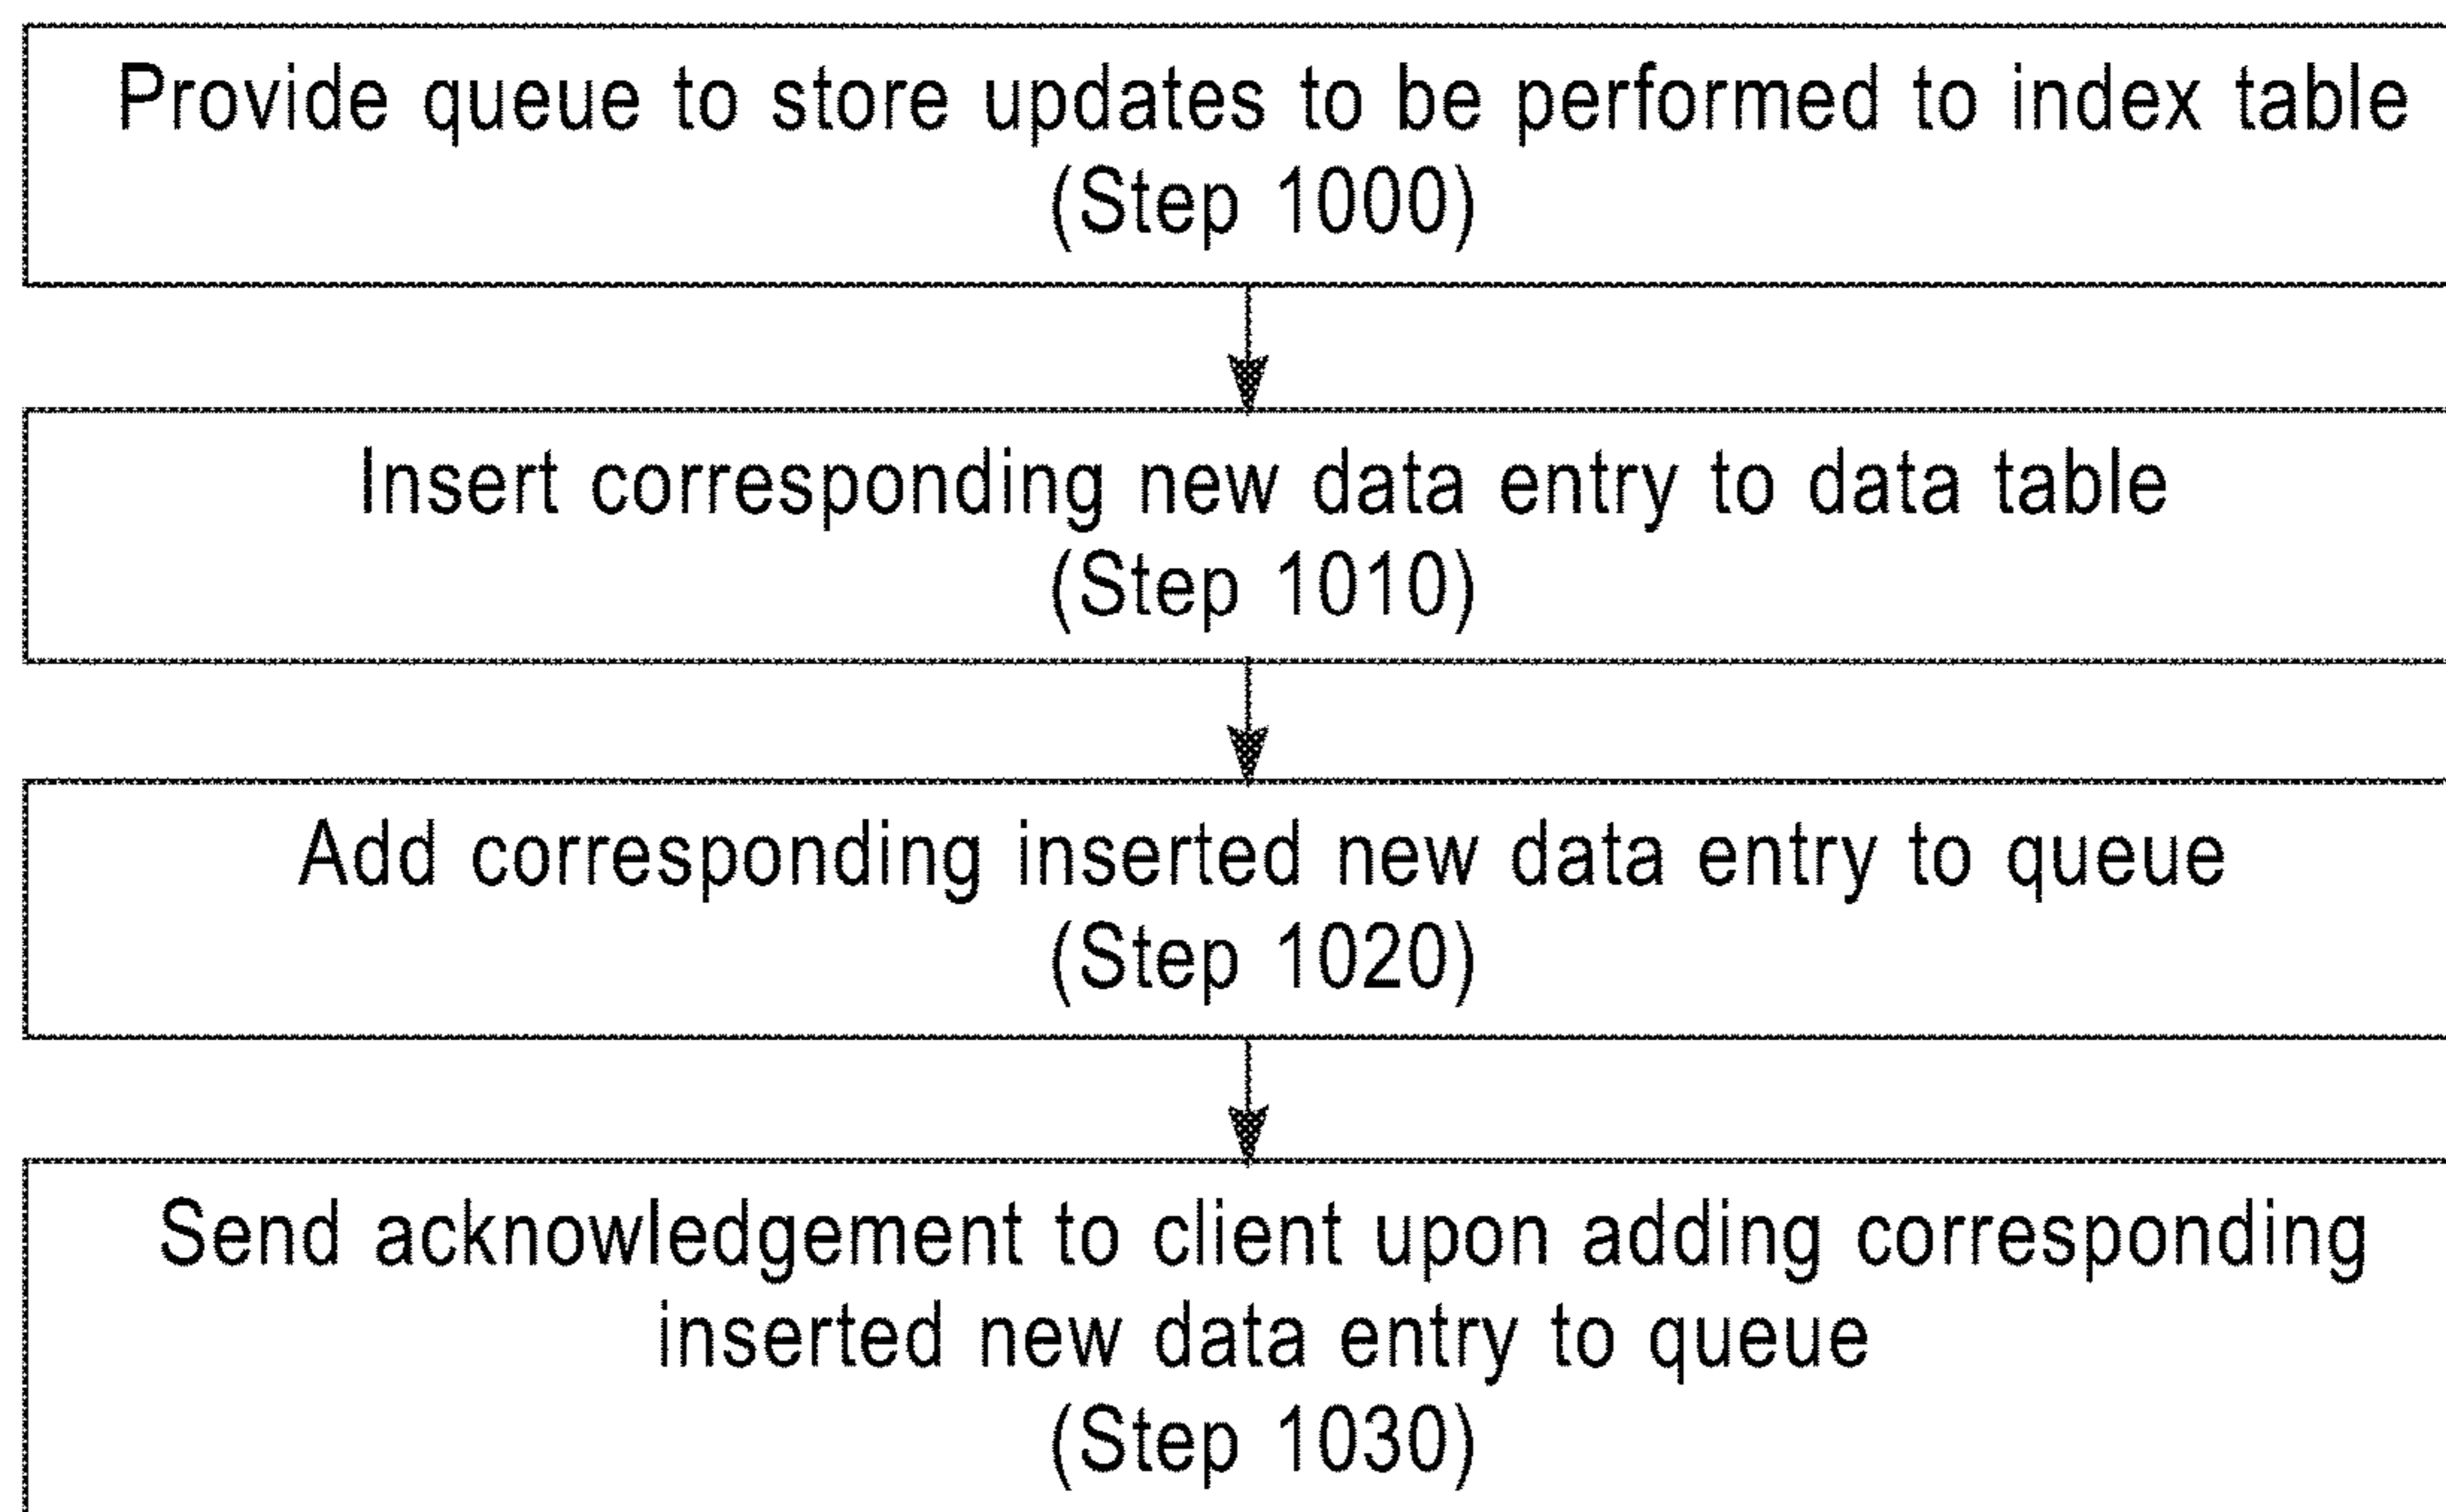 Provide queue to store updates to be performed to index table
(Step 1000)
Insert corresponding new data entry to data table
(Step 1010)
Add corresponding inserted new data entry to queue
(Step 1020)
Send acknowledgement to client upon adding corresponding
inserted new data entry to queue
(Step 1030)